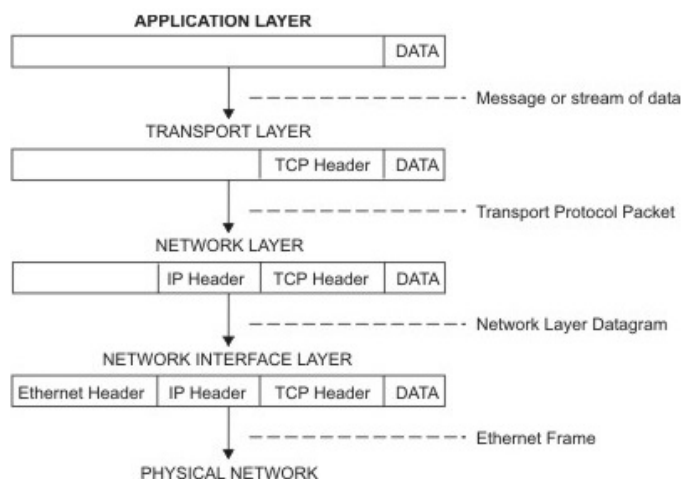 APPLICATION LAYER
DATA
Message or stream of data
TRANSPORT LAYER
TCP Header DATA
Transport Protocol Packet
NETWORK LAYER
IP Header TCP Header DATA
Network Layer Datagram
NETWORK INTERFACE LAYER
Ethernet Header IP Header TCP Header DATA
Ethernet Frame
PHYSICAL NETWORK